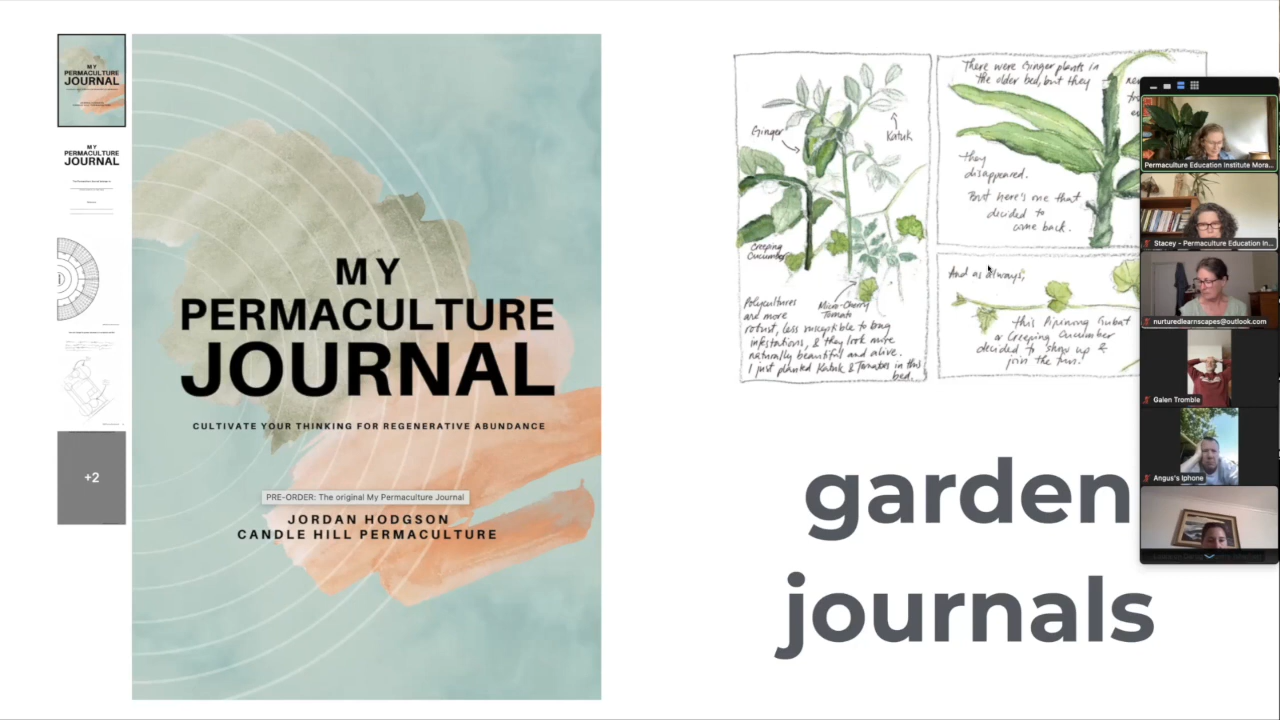 MY
PERMACULTURE
JOURNAL
MY
PERMACULTURE
JOURNAL
+2
MY
PERMACULTURE
JOURNAL
CULTIVATE YOUR THINKING FOR REGENERATIVE ABUNDANCE
PRE-ORDER: The original My Permaculture Journal
JORDAN HODGSON
CANDLE HILL PERMACULTURE
Ginger
Katuk
Creeping
Cucumber
Micro-Cherry
Tomato
Polycultures
are more
robust, less susceptible to bug
infestations, & they look more
naturally beautiful and alive.
I just planted Katuk & Tomatoes in this
bed.
There were Ginger plants in
the older bed, but they
they
disappeared.
But here's one that
decided to
come back.
And as always,
this
or Creeping Cucumber
decided to show up &
join the fun!
garden
journals
Permaculture Education Institute Mora...
Stacey - Permaculture Education In...
nurturedlearnscapes@outlook.com
Galen Tromble
Angus's Iphone